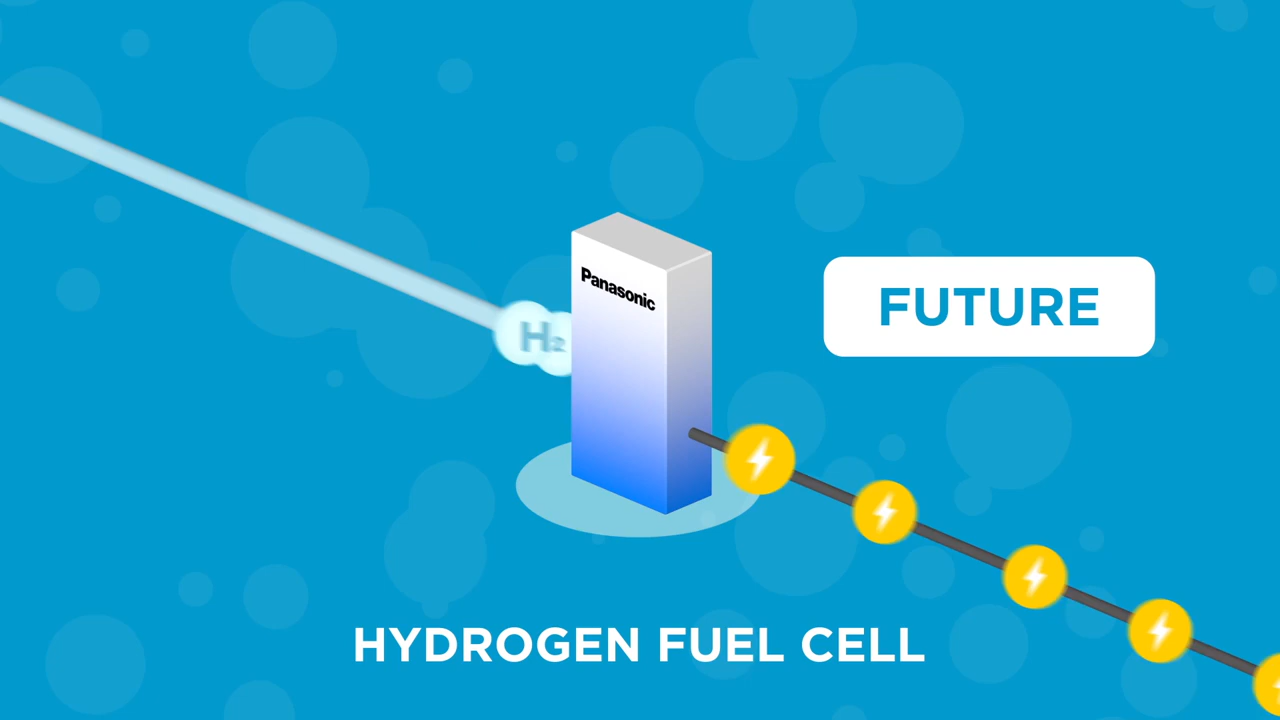 Panasonic
FUTURE
H₂
HYDROGEN FUEL CELL